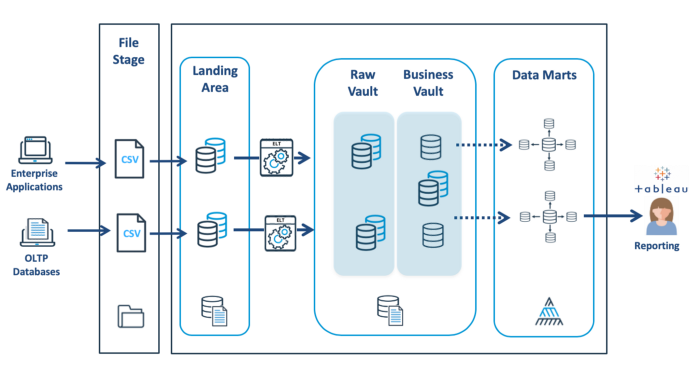 File
Stage
Landing
Area
Raw
Vault
Business
Vault
Data Marts
Enterprise
Applications
CSV
ELT
OLTP
Databases
CSV
ELT
tableau
Reporting